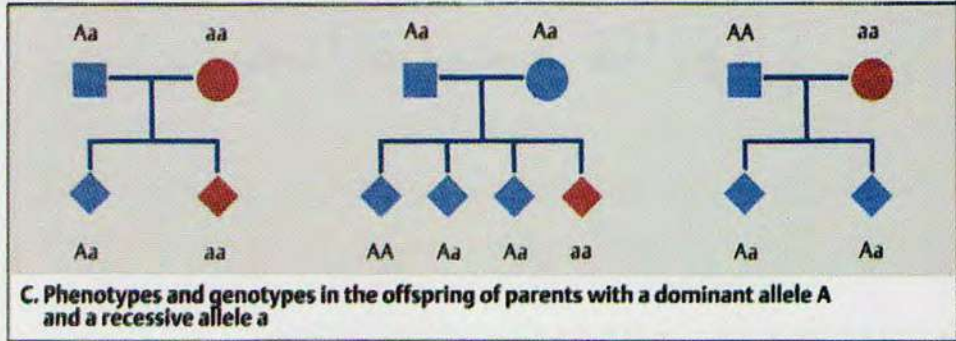 Aa aa Aa Aa AA aa
Aa aa AA Aa Aa aa Aa Aa
C. Phenotypes and genotypes in the offspring of parents with a dominant allele A
and a recessive allele a